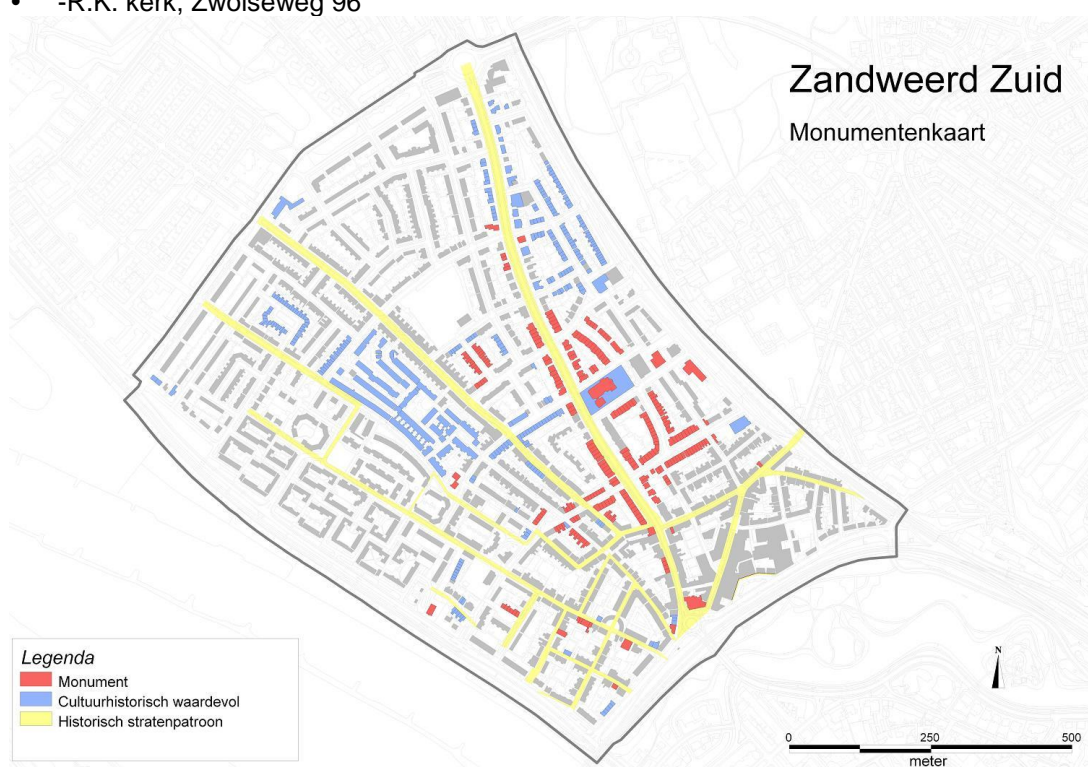 • -R.K. kerk, Zwolseweg 96
Zandweerd Zuid
Monumentenkaart
Legenda
Monument
Cultuurhistorisch waardevol
Historisch stratenpatroon
N
0 250 500
meter